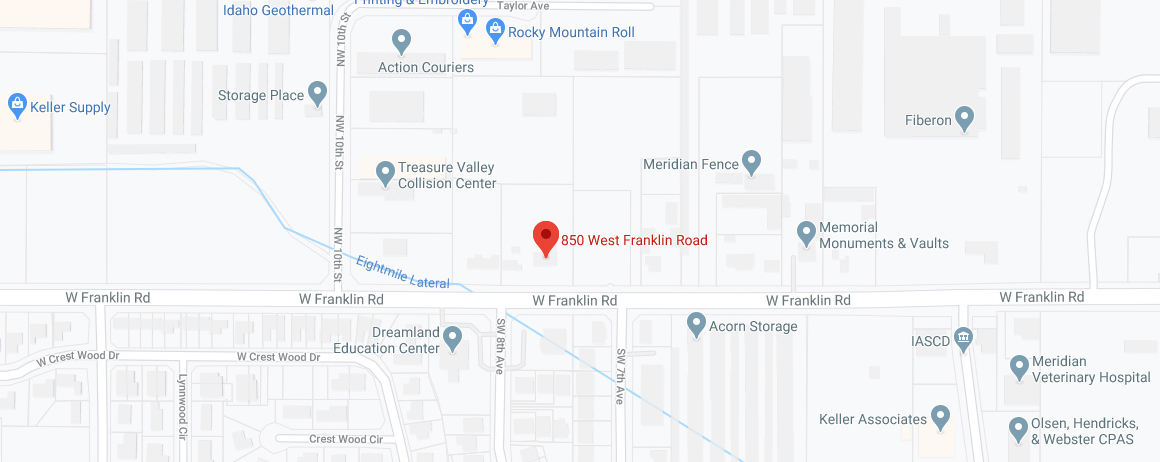 Idaho Geothermal
Printing & Embroidery
Taylor Ave
NW 10th St
Rocky Mountain Roll
Action Couriers
Storage Place
Keller Supply
Fiberon
NW 10th St
Treasure Valley
Collision Center
Meridian Fence
NW 10th St
850 West Franklin Road
Memorial
Monuments & Vaults
Eightmile Lateral
W Franklin Rd
W Franklin Rd
W Franklin Rd
W Franklin Rd
W Franklin Rd
Dreamland
Education Center
SW 8th Ave
Acorn Storage
IASCD
W Crest Wood Dr
W Crest Wood Dr
SW 7th Ave
Meridian
Veterinary Hospital
Lynnwood Cir
Keller Associates
Olsen, Hendricks,
& Webster CPAS
Crest Wood Cir